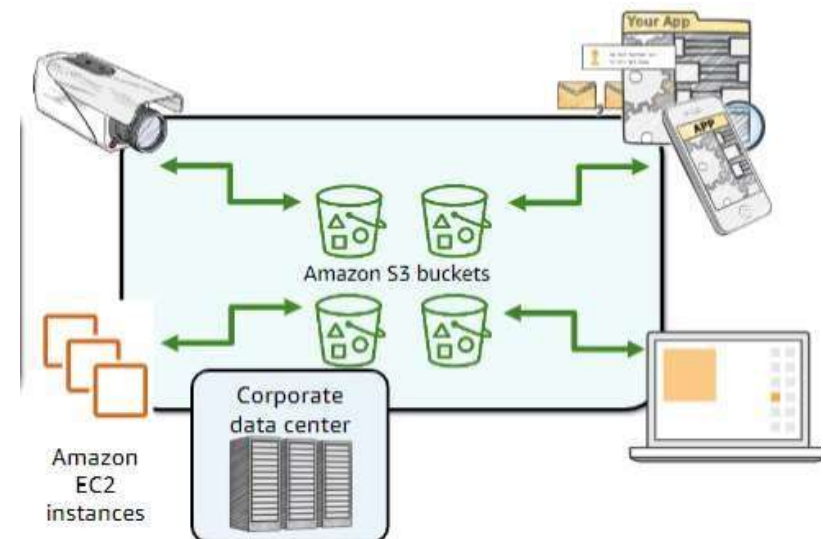 Your App
APP
Amazon S3 buckets
Corporate
data center
Amazon
EC2
instances